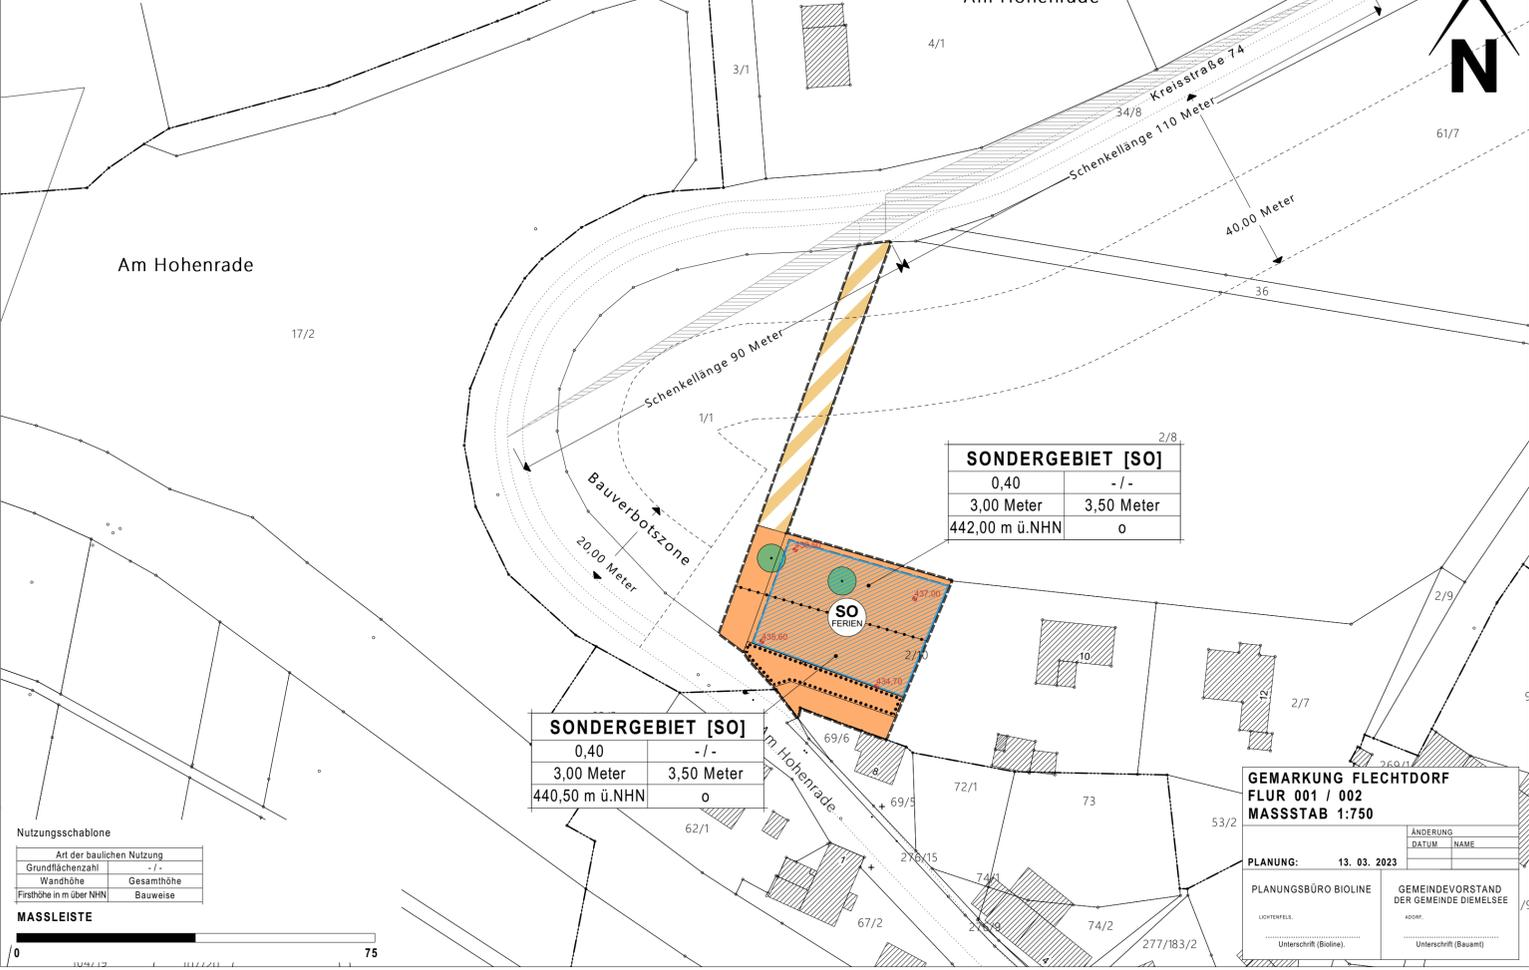 Am Hohenrade
N
4/1
3/1
Kreisstraße 74
34/8
Schenkellänge 110 Meter
61/7
40,00 Meter
Am Hohenrade
36
17/2
Schenkellänge 90 Meter
1/1
2/8
SONDERGEBIET [SO]
0,40 - / -
3,00 Meter 3,50 Meter
442,00 m ü.NHN o
Bauverbotszone
20,00 Meter
437,00
SO
FERIEN
435,60
2/10
434,70
2/9
10
12
2/7
SONDERGEBIET [SO]
0,40 - / -
3,00 Meter 3,50 Meter
440,50 m ü.NHN o
Am Hohenrade
69/6
8
72/1
73
69/5
53/2
62/1
276/15
74/1
7
67/2
276/9
74/2
277/183/2
4
269/1
GEMARKUNG FLECHTDORF
FLUR 001 / 002
MASSSTAB 1:750
ÄNDERUNG
DATUM NAME
PLANUNG: 13. 03. 2023
PLANUNGSBÜRO BIOLINE
GEMEINDEVORSTAND
DER GEMEINDE DIEMELSEE
LICHTENFELS,
ADORF,
Unterschrift (Bioline).
Unterschrift (Bauamt)
Nutzungsschablone
Art der baulichen Nutzung
Grundflächenzahl - / -
Wandhöhe Gesamthöhe
Firsthöhe in m über NHN Bauweise
MASSLEISTE
0 75